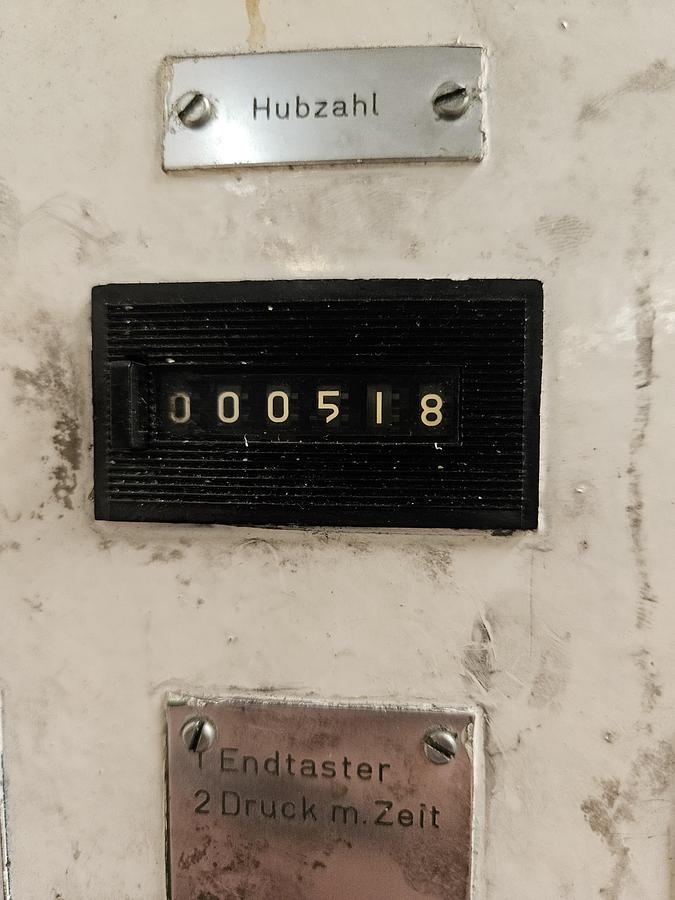 Hubzahl
000518
1 Endtaster
2 Druck m. Zeit